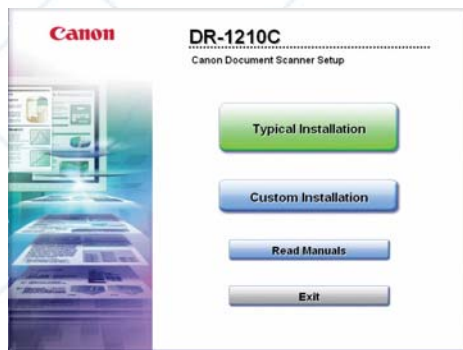 Canon
DR-1210C
Canon Document Scanner Setup
Typical Installation
Custom Installation
Read Manuals
Exit